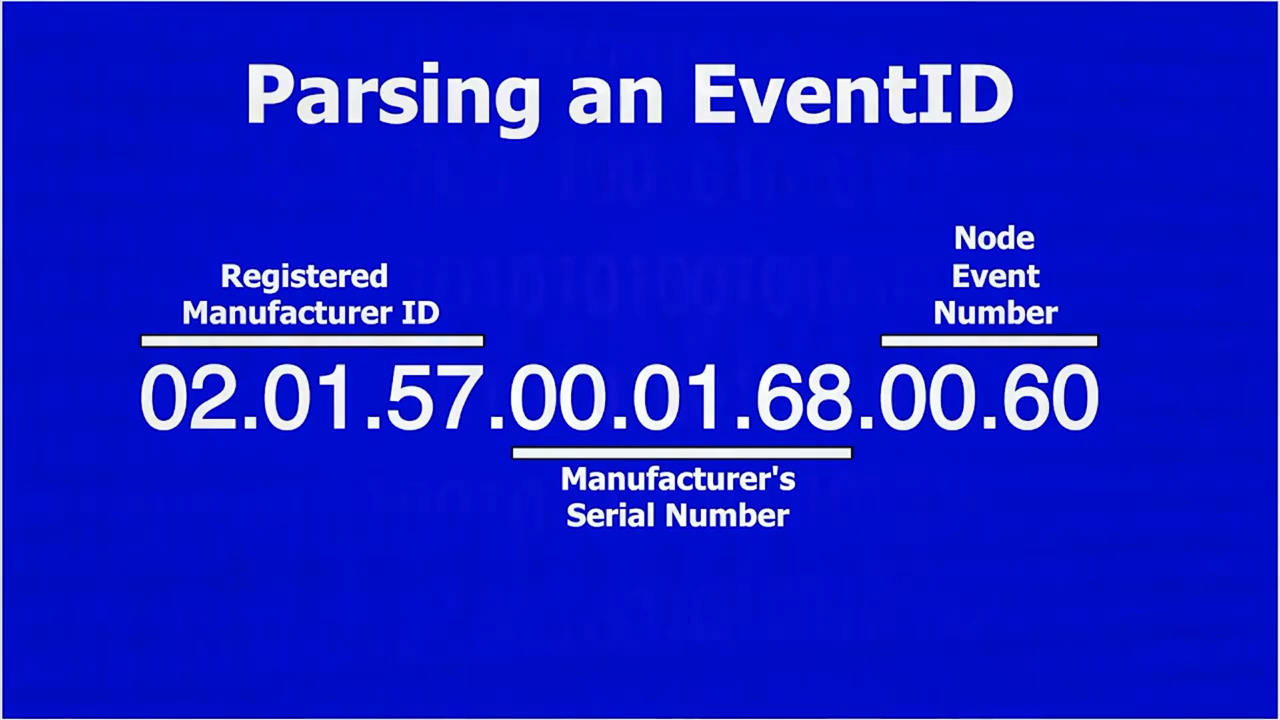 Parsing an EventID
Registered
Manufacturer ID
Node
Event
Number
02.01.57.00.01.68.00.60
Manufacturer's
Serial Number